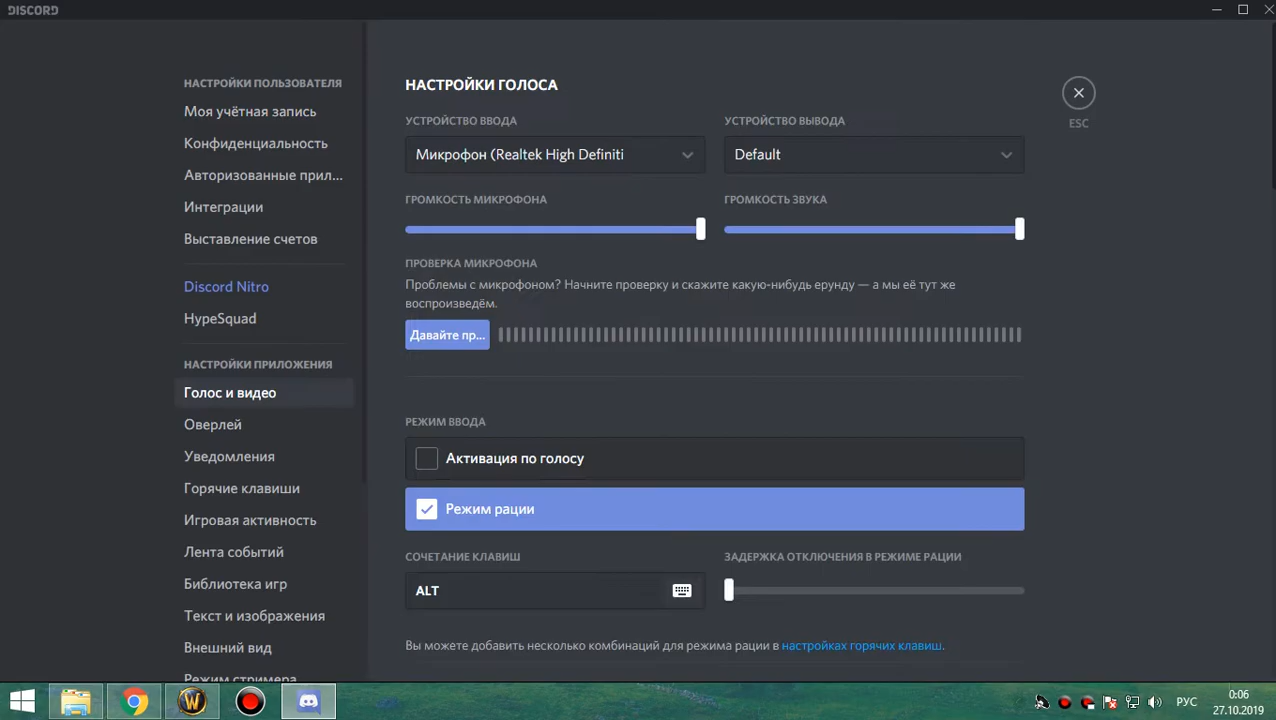 DISCORD
НАСТРОЙКИ ПОЛЬЗОВАТЕЛЯ
Моя учётная запись
Конфиденциальность
Авторизованные прил...
Интеграции
Выставление счетов
Discord Nitro
HypeSquad
НАСТРОЙКИ ПРИЛОЖЕНИЯ
Голос и видео
Оверлей
Уведомления
Горячие клавиши
Игровая активность
Лента событий
Библиотека игр
Текст и изображения
Внешний вид
Режим стримера
НАСТРОЙКИ ГОЛОСА
УСТРОЙСТВО ВВОДА
Микрофон (Realtek High Definiti
УСТРОЙСТВО ВЫВОДА
Default
ГРОМКОСТЬ МИКРОФОНА
ГРОМКОСТЬ ЗВУКА
ПРОВЕРКА МИКРОФОНА
Проблемы с микрофоном? Начните проверку и скажите какую-нибудь ерунду — а мы её тут же
воспроизведём.
Давайте пр...
РЕЖИМ ВВОДА
Активация по голосу
Режим рации
СОЧЕТАНИЕ КЛАВИШ
ALT
ЗАДЕРЖКА ОТКЛЮЧЕНИЯ В РЕЖИМЕ РАЦИИ
Вы можете добавить несколько комбинаций для режима рации в настройках горячих клавиш.
ESC
РУС
0:06
27.10.2019